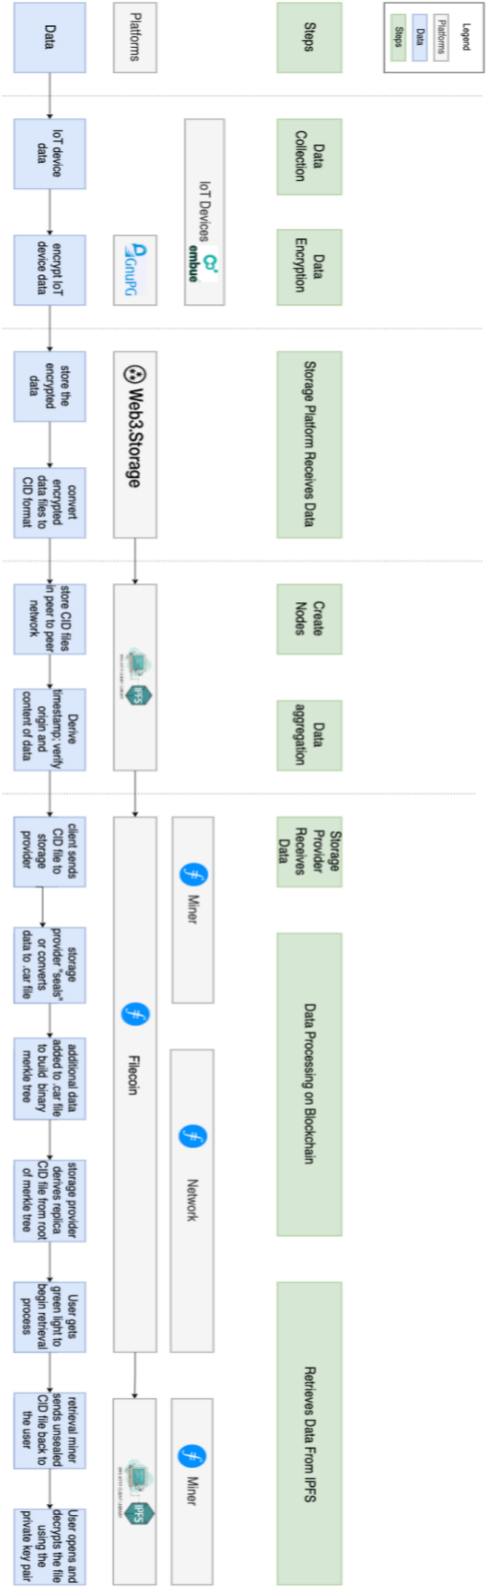 Legend
Platforms
Data
Steps
Steps
Data
Collection
Data
Encryption
Storage Platform Receives Data
Create
Nodes
Data
aggregation
Storage
Provider
Receives
Data
Data Processing on Blockchain
Retrieves Data From IPFS
Platforms
IoT Devices
embue
GnuPG
Web3.Storage
IPFS
Miner
Filecoin
Network
Miner
IPFS
Data
IoT device
data
encrypt IoT
device data
store the
encrypted
data
convert
encrypted
data files to
CID format
store CID files
in peer to peer
network
Derive
timestamp; verify
origin and
content of data
client sends
CID file to
storage
provider
storage
provider "seals"
or converts
data to .car file
additional data
added to .car file
to build binary
merkle tree
storage provider
derives replica
CID file from root
of merkle tree
User gets
green light to
begin retrieval
process
retrieval miner
sends unsealed
CID file back to
the user
User opens and
decrypts the file
using the
private key pair